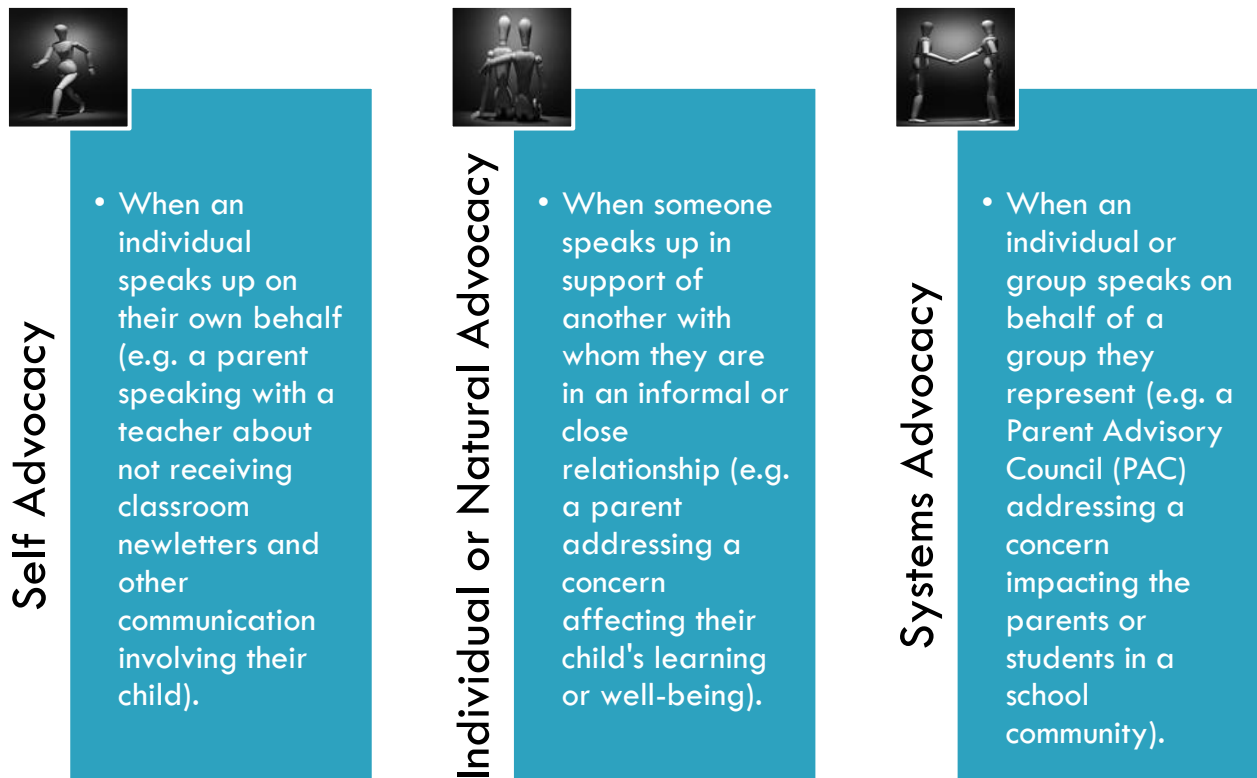 Self Advocacy
• When an
individual
speaks up on
their own behalf
(e.g. a parent
speaking with a
teacher about
not receiving
classroom
newletters and
other
communication
involving their
child).
Individual or Natural Advocacy
• When someone
speaks up in
support of
another with
whom they are
in an informal or
close
relationship (e.g.
a parent
addressing a
concern
affecting their
child's learning
or well-being).
Systems Advocacy
• When an
individual or
group speaks on
behalf of a
group they
represent (e.g. a
Parent Advisory
Council (PAC)
addressing a
concern
impacting the
parents or
students in a
school
community).